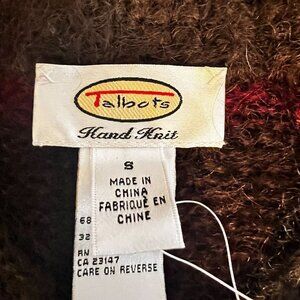 Talbots
Hand Knit
S
MADE IN
CHINA
FABRIQUÉ EN
CHINE
68
32
RN
CA 23147
CARE ON REVERSE